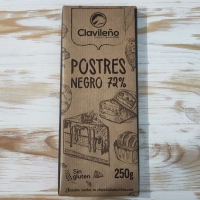 Clavileño
POSTRES
NEGRO 72%
Sin
gluten
250g